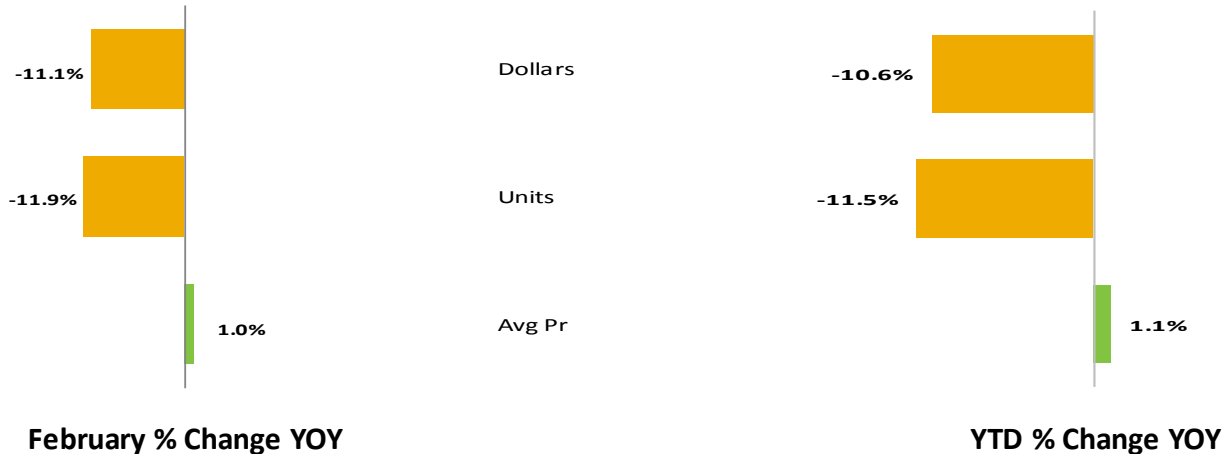 -11.1%
Dollars
-10.6%
-11.9%
Units
-11.5%
1.0%
Avg Pr
1.1%
February % Change YOY
YTD % Change YOY